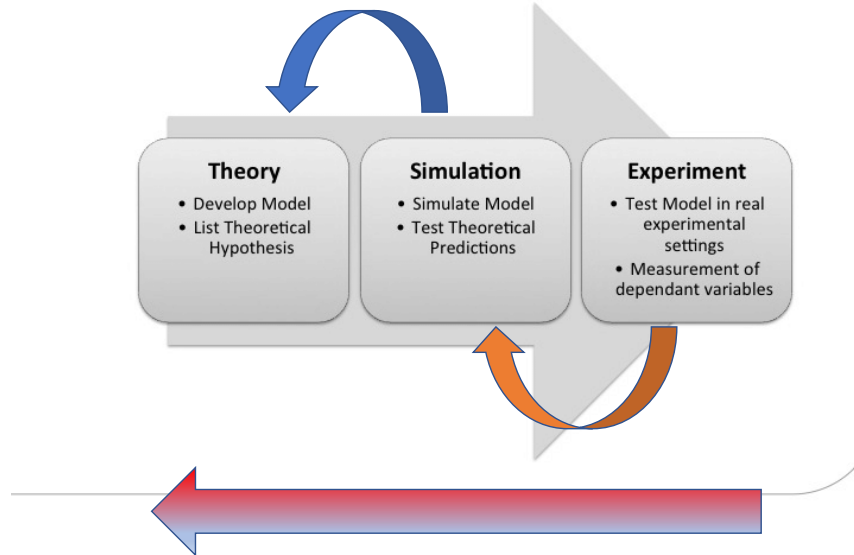 Theory
• Develop Model
• List Theoretical
Hypothesis
Simulation
• Simulate Model
• Test Theoretical
Predictions
Experiment
• Test Model in real
experimental
settings
• Measurement of
dependant variables